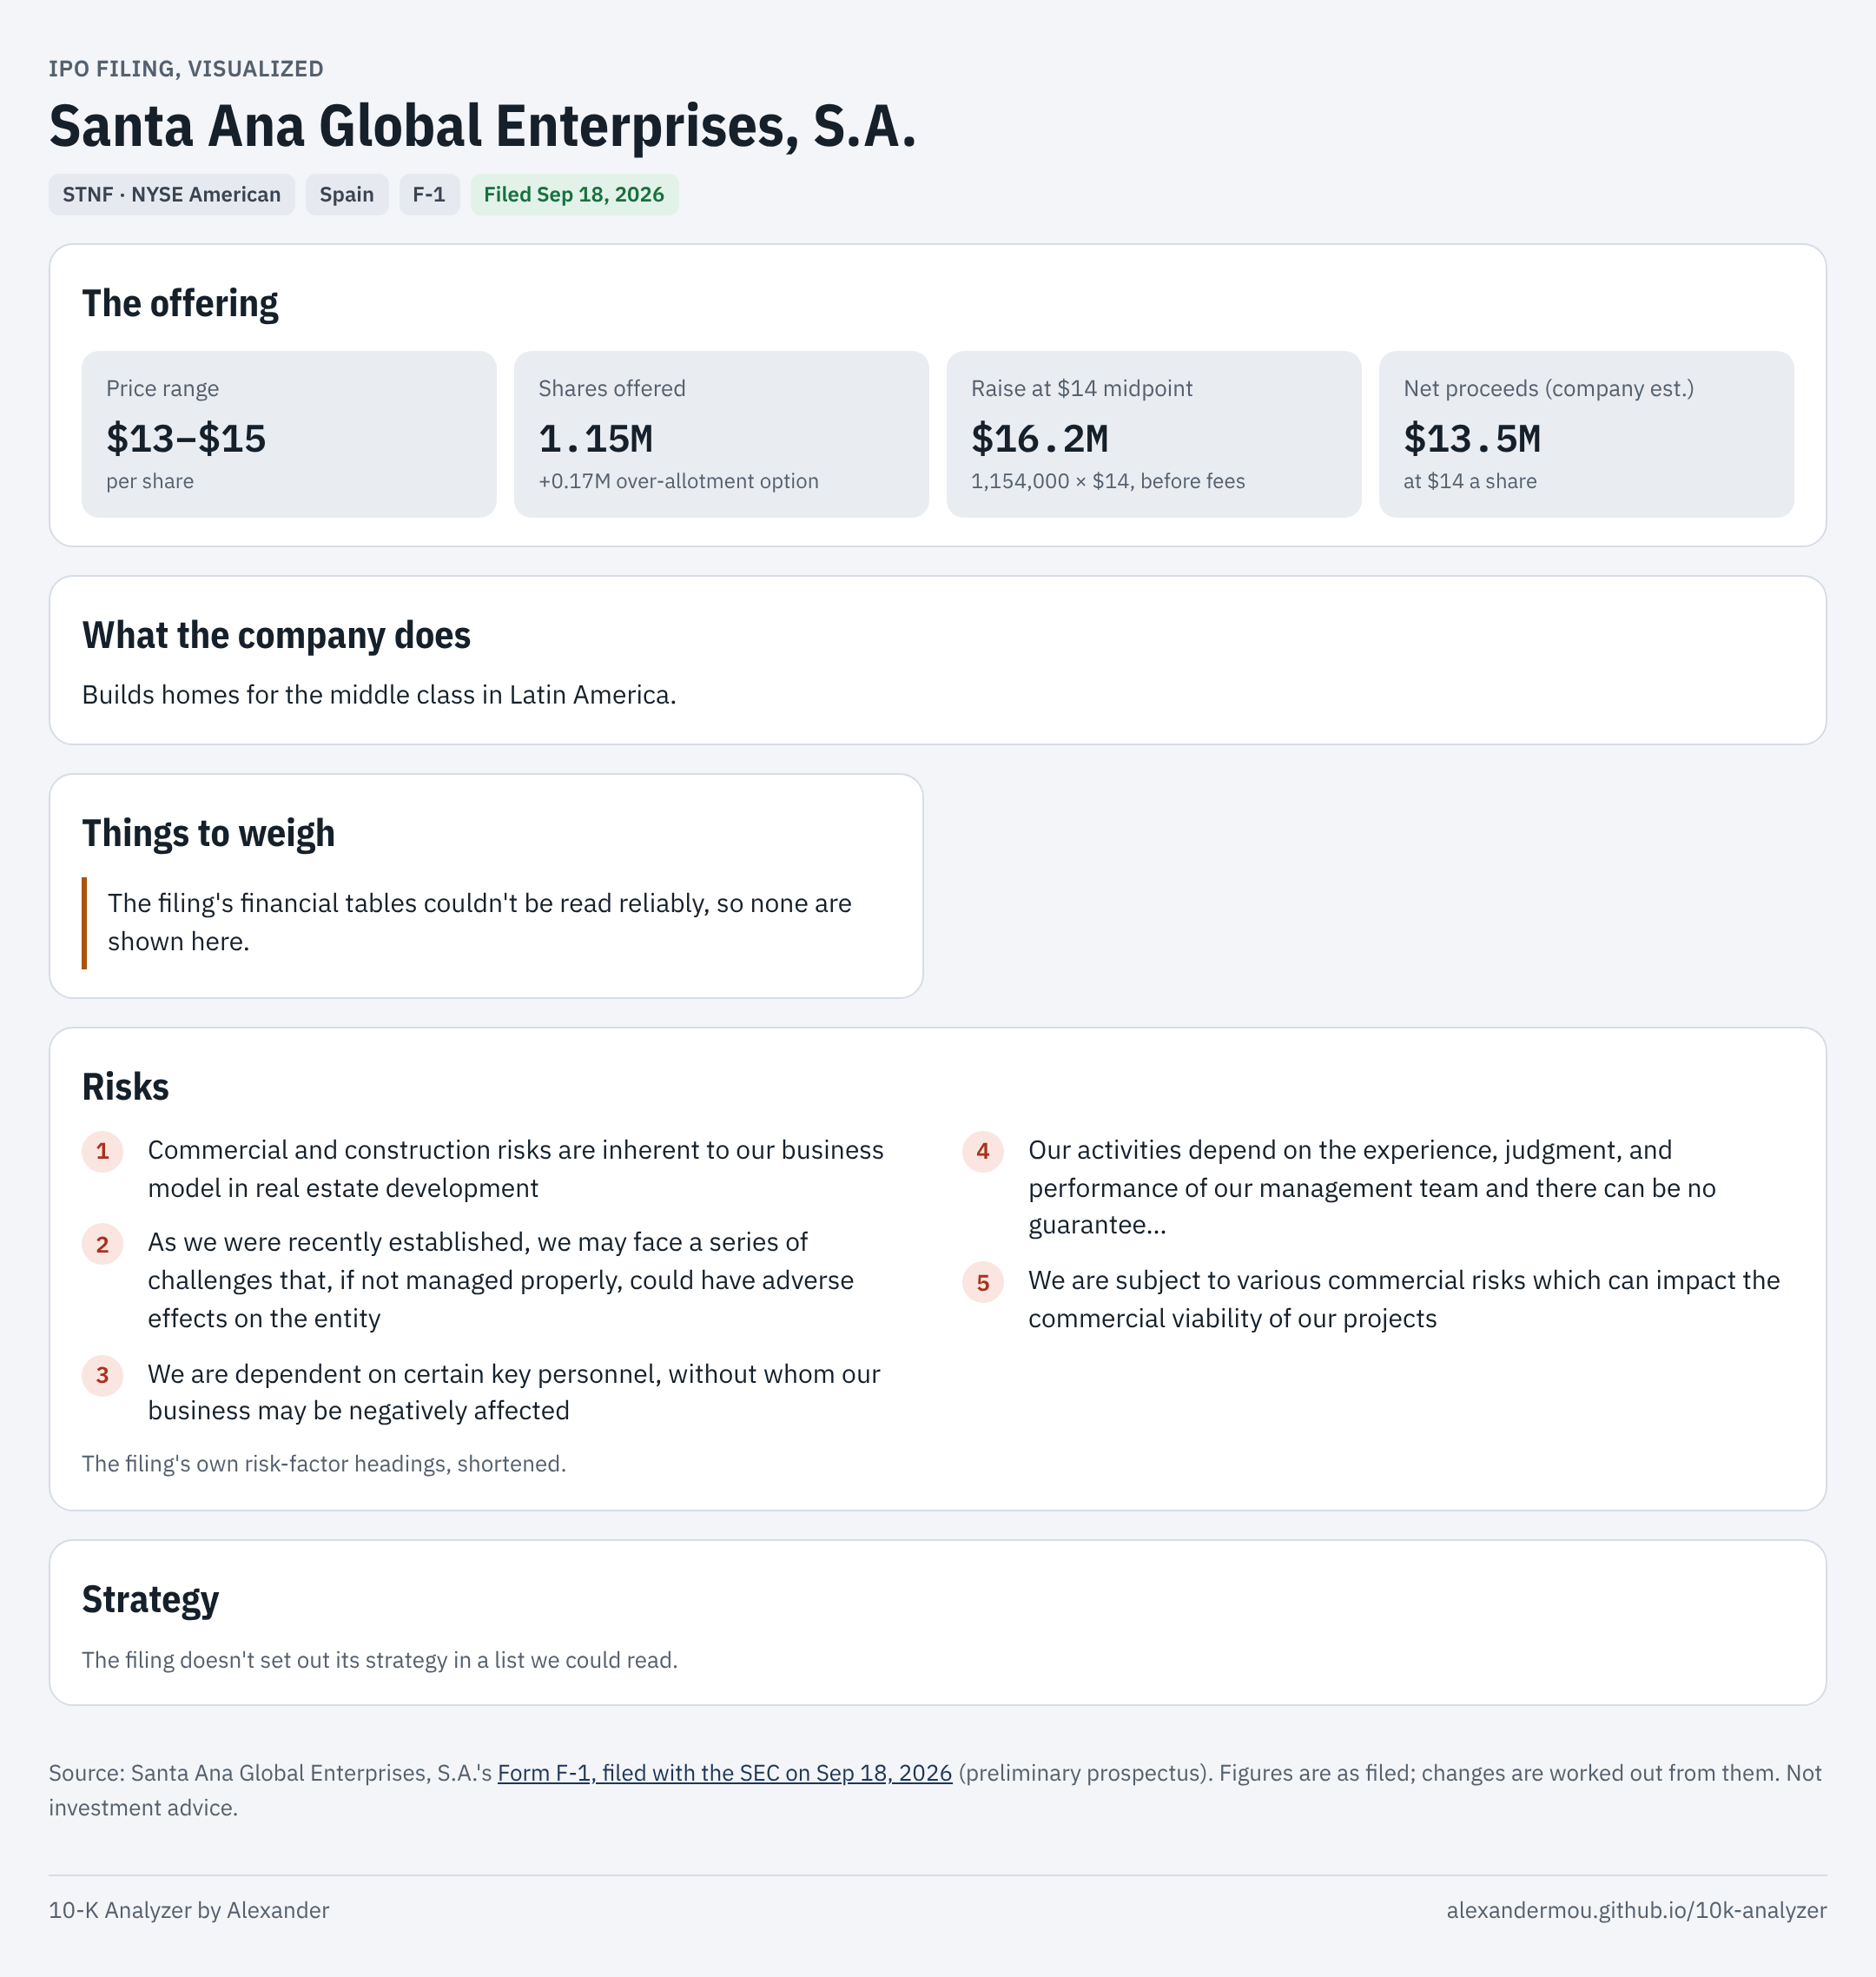 IPO FILING, VISUALIZED
Santa Ana Global Enterprises, S.A.
STNF · NYSE American
Spain
F-1
Filed Sep 18, 2026
The offering
Price range
$13–$15
per share
Shares offered
1.15M
+0.17M over-allotment option
Raise at $14 midpoint
$16.2M
1,154,000 × $14, before fees
Net proceeds (company est.)
$13.5M
at $14 a share
What the company does
Builds homes for the middle class in Latin America.
Things to weigh
The filing's financial tables couldn't be read reliably, so none are
shown here.
Risks
1 Commercial and construction risks are inherent to our business
model in real estate development
2 As we were recently established, we may face a series of
challenges that, if not managed properly, could have adverse
effects on the entity
3 We are dependent on certain key personnel, without whom our
business may be negatively affected
4 Our activities depend on the experience, judgment, and
performance of our management team and there can be no
guarantee...
5 We are subject to various commercial risks which can impact the
commercial viability of our projects
The filing's own risk-factor headings, shortened.
Strategy
The filing doesn't set out its strategy in a list we could read.
Source: Santa Ana Global Enterprises, S.A.'s Form F-1, filed with the SEC on Sep 18, 2026 (preliminary prospectus). Figures are as filed; changes are worked out from them. Not
investment advice.
10-K Analyzer by Alexander
alexandermou.github.io/10k-analyzer